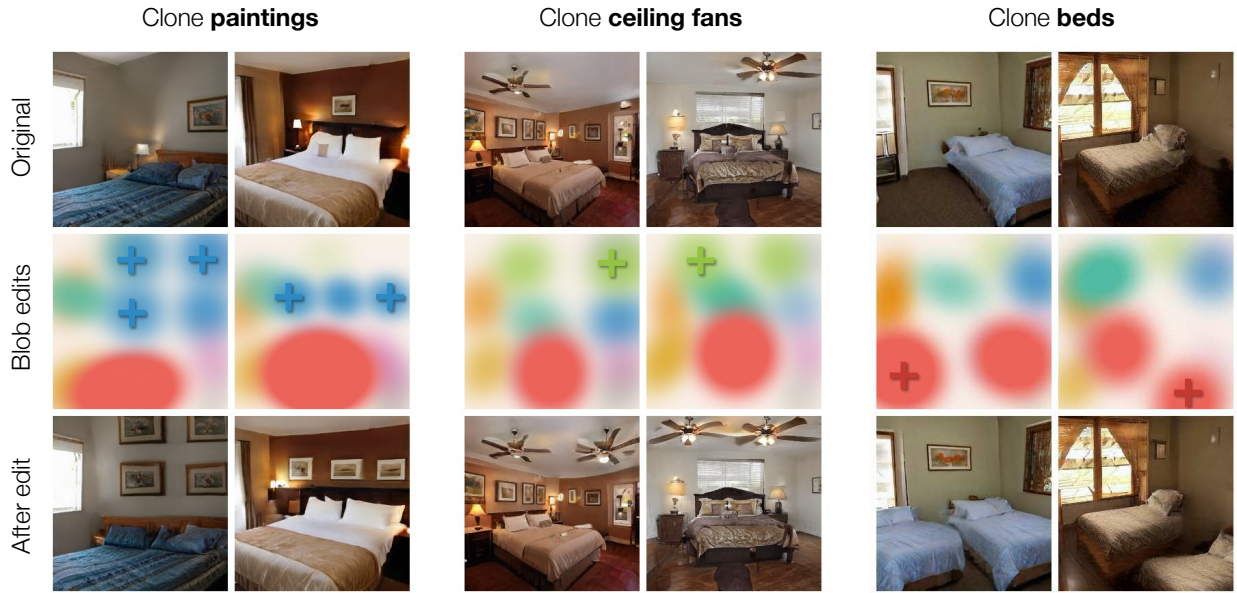 Clone paintings
Clone ceiling fans
Clone beds
Original
Blob edits
After edit